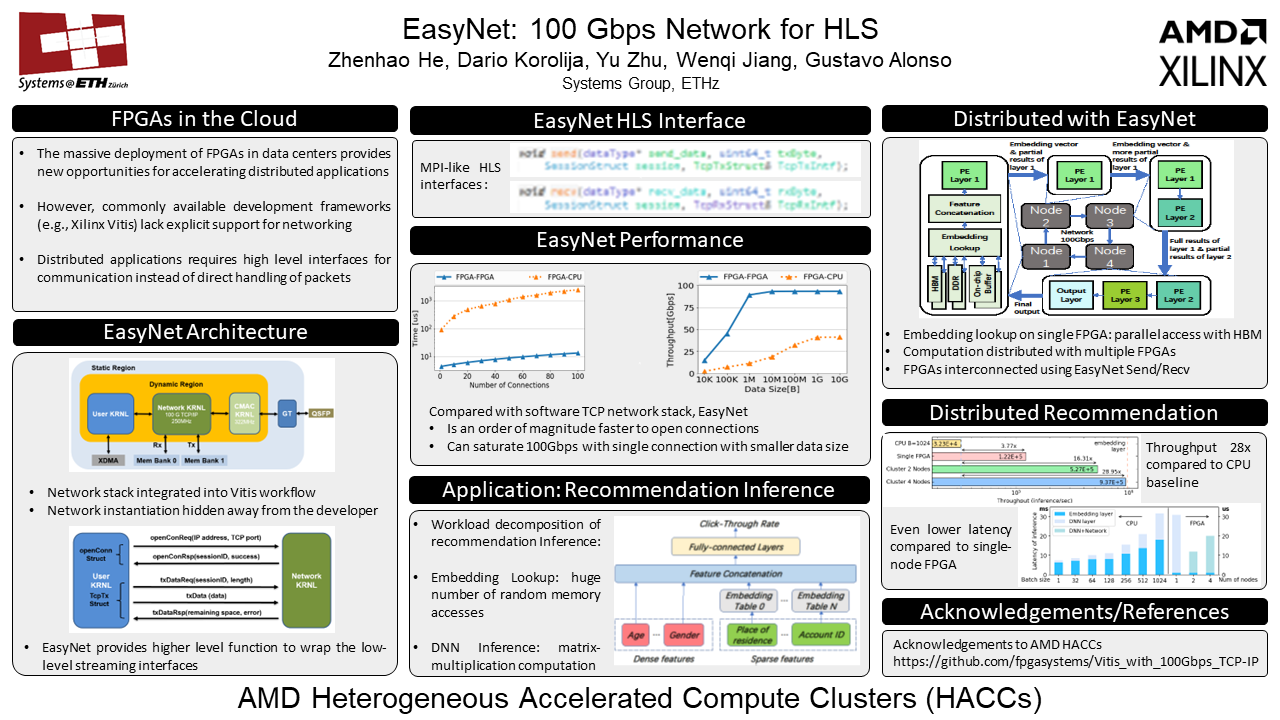 Systems@ETH Zürich
EasyNet: 100 Gbps Network for HLS
Zhenhao He, Dario Korolija, Yu Zhu, Wenqi Jiang, Gustavo Alonso
Systems Group, ETHz
AMD
XILINX
FPGAs in the Cloud
• The massive deployment of FPGAs in data centers provides
new opportunities for accelerating distributed applications
• However, commonly available development frameworks
(e.g., Xilinx Vitis) lack explicit support for networking
• Distributed applications requires high level interfaces for
communication instead of direct handling of packets
EasyNet Architecture
Static Region
Dynamic Region
User KRNL
Network KRNL
100 G TCP/IP
250MHz
CMAC
KRNL
GT
QSFP
Rx
Tx
XDMA
Mem Bank 0
Mem Bank 1
• Network stack integrated into Vitis workflow
• Network instantiation hidden away from the developer
openConn
Struct
User
KRNL
TcpTx
Struct
openConReq(IP address, TCP port)
openConRsp(sessionID, success)
txDataReq(sessionID, length)
txData (data)
txDataRsp(remaining space, error)
Network
KRNL
• EasyNet provides higher level function to wrap the low-
level streaming interfaces
EasyNet HLS Interface
MPI-like HLS
interfaces :
void send(dataType* send_data, uint64_t txByte,
SessionStruct session, TcpTxStruct& TcpTxIntf);
void recv(dataType* recv_data, uint64_t rxByte,
SessionStruct session, TcpRxStruct& TcpRxIntf);
EasyNet Performance
FPGA-FPGA
FPGA-CPU
Time [us]
10³
10²
10¹
0 20 40 60 80 100
Number of Connections
FPGA-FPGA
FPGA-CPU
Throughput[Gbps]
100
75
50
25
0
10K 100K 1M 10M 100M 1G 10G
Data Size[B]
Compared with software TCP network stack, EasyNet
• Is an order of magnitude faster to open connections
• Can saturate 100Gbps with single connection with smaller data size
Application: Recommendation Inference
• Workload decomposition of
recommendation Inference:
• Embedding Lookup: huge
number of random memory
accesses
• DNN Inference: matrix-
multiplication computation
Click-Through Rate
Fully-connected Layers
Feature Concatenation
Embedding
Table 0
...
Embedding
Table N
Age
...
Gender
Place of
residence
...
Account ID
Dense features
Sparse features
Distributed with EasyNet
Embedding vector
& partial
results of
layer 1
Embedding vector &
more partial
results of
layer 1
PE
Layer 1
PE
Layer 1
PE
Layer 1
Feature
Concatenation
PE
Layer 2
Node
2
Node
3
Network
100Gbps
Node
1
Node
4
Embedding
Lookup
HBM
DDR
On-chip
Buffer
Full results of
layer 1 & partial
results of layer 2
Output
Layer
PE
Layer 3
PE
Layer 2
Final
output
• Embedding lookup on single FPGA: parallel access with HBM
• Computation distributed with multiple FPGAs
• FPGAs interconnected using EasyNet Send/Recv
Distributed Recommendation
CPU B=1024
3.23E+4
3.77x
embedding
layer
Single FPGA
1.22E+5
16.31x
Cluster 2 Nodes
5.27E+5
28.95x
Cluster 4 Nodes
9.37E+5
Throughput (inference/sec)
Throughput 28x
compared to CPU
baseline
Even lower latency
compared to single-
node FPGA
ms
us
Latency of Inference
30
20
10
0
Embedding layer
DNN layer
DNN+Network
CPU
FPGA
30
20
10
0
Batch size 1 32 64 128 256 512 1024 1 2 4 Num of nodes
Acknowledgements/References
Acknowledgements to AMD HACCs
https://github.com/fpgasystems/Vitis_with_100Gbps_TCP-IP
AMD Heterogeneous Accelerated Compute Clusters (HACCs)